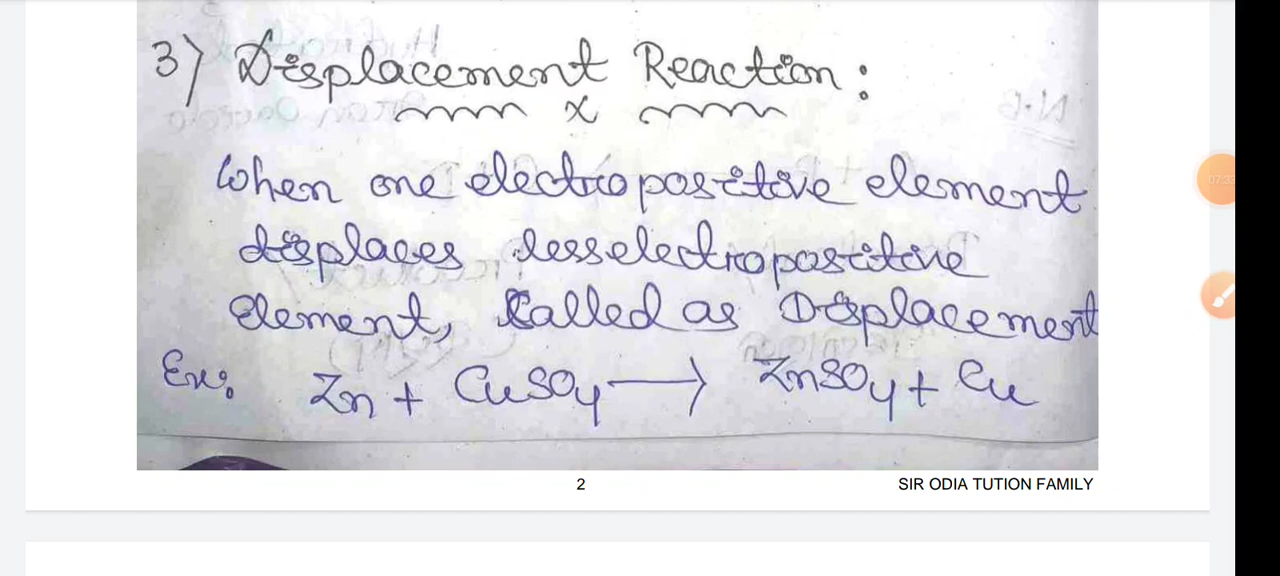 3) Displacement Reaction:
x
When one electropositive element
displaces lesselectropositive
element, Called as Displacement
Ex: Zn + CuSO4 → ZnSO4 + Cu
2
SIR ODIA TUTION FAMILY